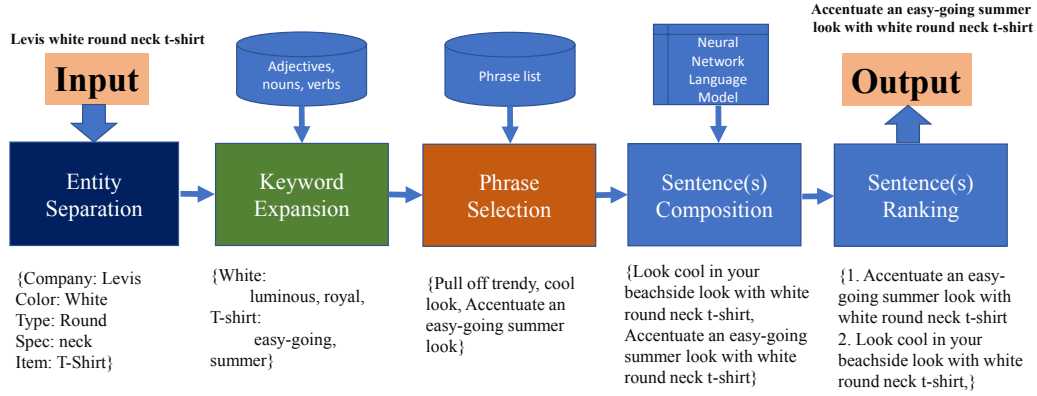 Levis white round neck t-shirt
Input
Adjectives,
nouns, verbs
Phrase list
Neural
Network
Language
Model
Accentuate an easy-going summer
look with white round neck t-shirt
Output
Entity
Separation
Keyword
Expansion
Phrase
Selection
Sentence(s)
Composition
Sentence(s)
Ranking
{Company: Levis
Color: White
Type: Round
Spec: neck
Item: T-Shirt}
{White:
luminous, royal,
T-shirt:
easy-going,
summer}
{Pull off trendy, cool
look, Accentuate an
easy-going summer
look}
{Look cool in your
beachside look with white
round neck t-shirt,
Accentuate an easy-going
summer look with white
round neck t-shirt}
{1. Accentuate an easy-
going summer look with
white round neck t-shirt
2. Look cool in your
beachside look with white
round neck t-shirt,}